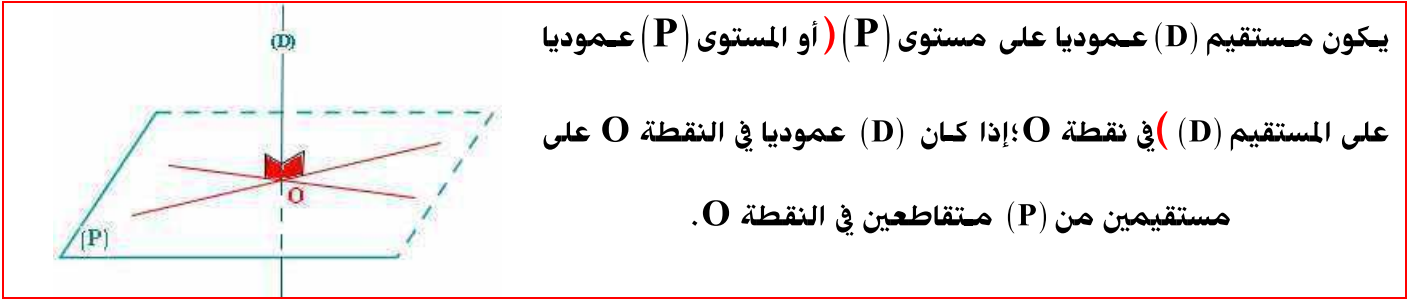 يكون مستقيم (D) عموديا على مستوى (P) ( أو المستوى (P) عموديا
على المستقيم (D) ) في نقطة O ؛إذا كان (D) عموديا في النقطة O على
مستقيمين من (P) متقاطعين في النقطة O.
(D)
O
(P)